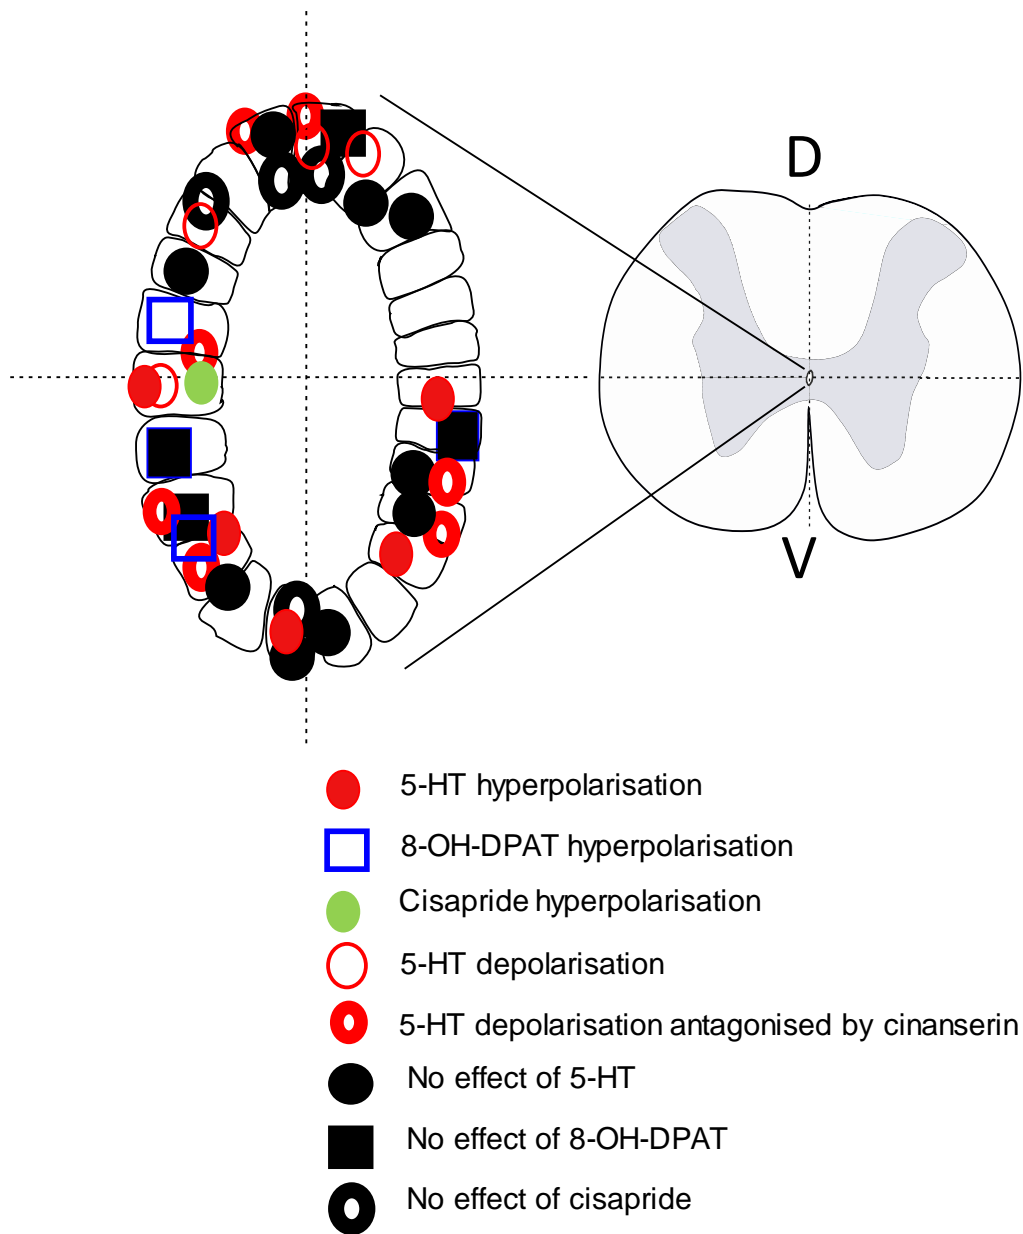 D
V
5-HT hyperpolarisation
8-OH-DPAT hyperpolarisation
Cisapride hyperpolarisation
5-HT depolarisation
5-HT depolarisation antagonised by cinanserin
No effect of 5-HT
No effect of 8-OH-DPAT
No effect of cisapride